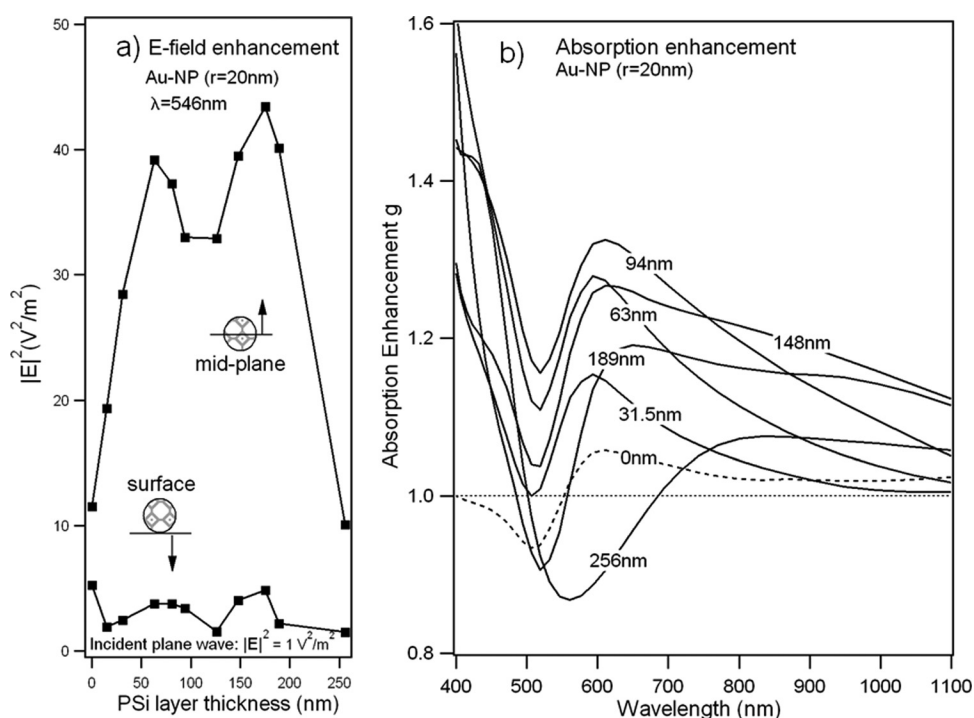 a) E-field enhancement
Au-NP (r=20nm)
λ=546nm
50
40
30
20
10
0
|E|²(V²/m²)
mid-plane
surface
Incident plane wave: |E|² = 1 V²/m²
0 50 100 150 200 250
PSi layer thickness (nm)
b) Absorption enhancement
Au-NP (r=20nm)
1.6
1.4
1.2
1.0
0.8
Absorption Enhancement g
94nm
63nm
148nm
189nm
31.5nm
0nm
256nm
400 500 600 700 800 900 1000 1100
Wavelength (nm)